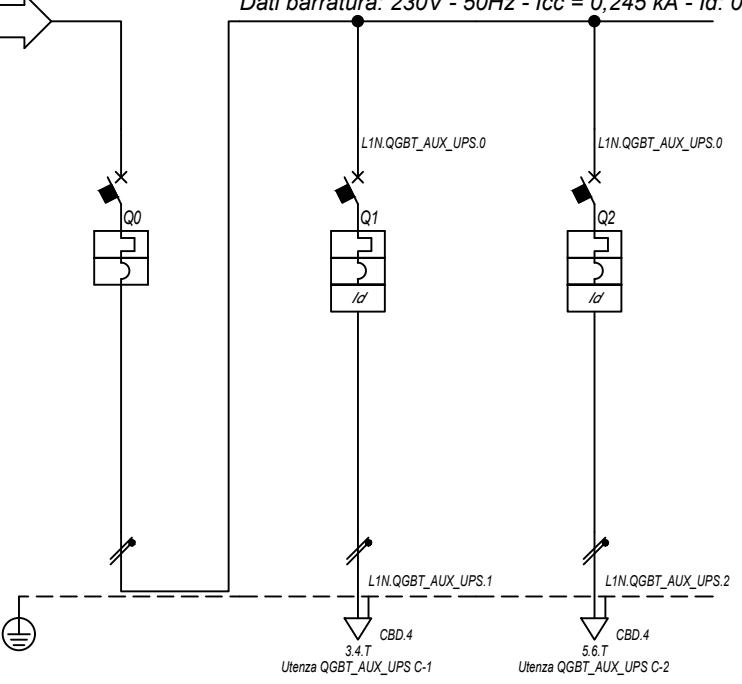 Dati barratura: 230V - 50Hz - Icc = 0,245 kA - Id: 0
L1N.QGBT_AUX_UPS.0
L1N.QGBT_AUX_UPS.0
Q0
Q1
Q2
Id
Id
L1N.QGBT_AUX_UPS.1
L1N.QGBT_AUX_UPS.2
CBD.4
CBD.4
3.4.T
5.6.T
Utenza QGBT_AUX_UPS C-1
Utenza QGBT_AUX_UPS C-2